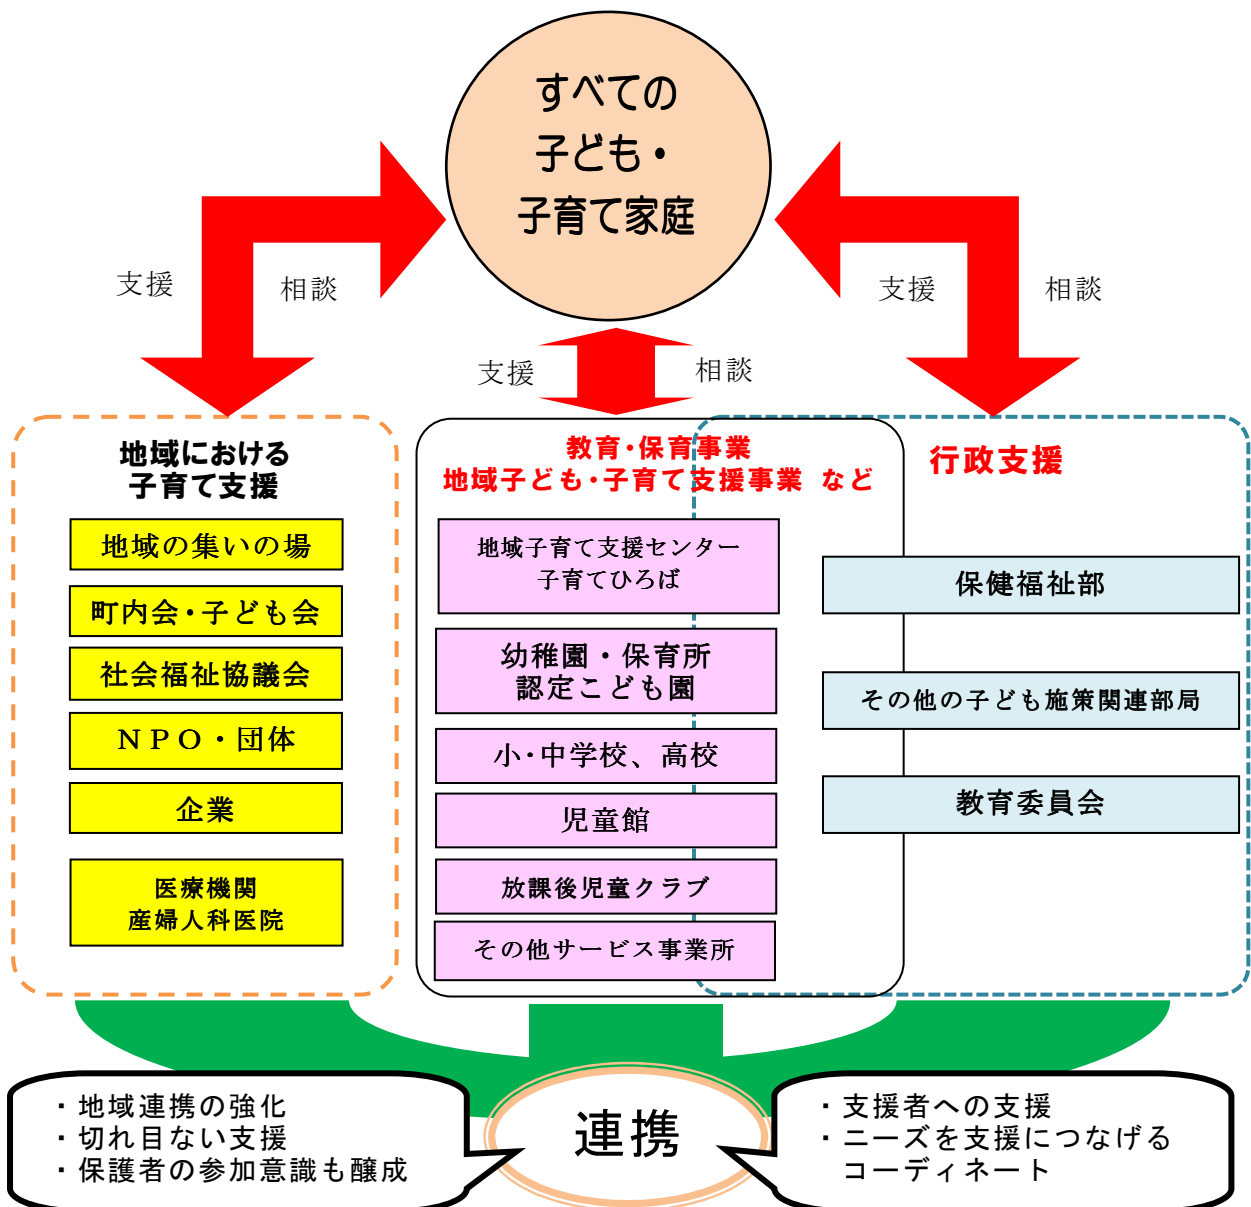 すべての
子ども・
子育て家庭
支援
相談
支援
相談
支援
相談
地域における
子育て支援
地域の集いの場
町内会・子ども会
社会福祉協議会
ＮＰＯ・団体
企業
医療機関
産婦人科医院
教育・保育事業
地域子ども・子育て支援事業 など
地域子育て支援センター
子育てひろば
幼稚園・保育所
認定こども園
小・中学校、高校
児童館
放課後児童クラブ
その他サービス事業所
行政支援
保健福祉部
その他の子ども施策関連部局
教育委員会
・地域連携の強化
・切れ目ない支援
・保護者の参加意識も醸成
連携
・支援者への支援
・ニーズを支援につなげる
コーディネート